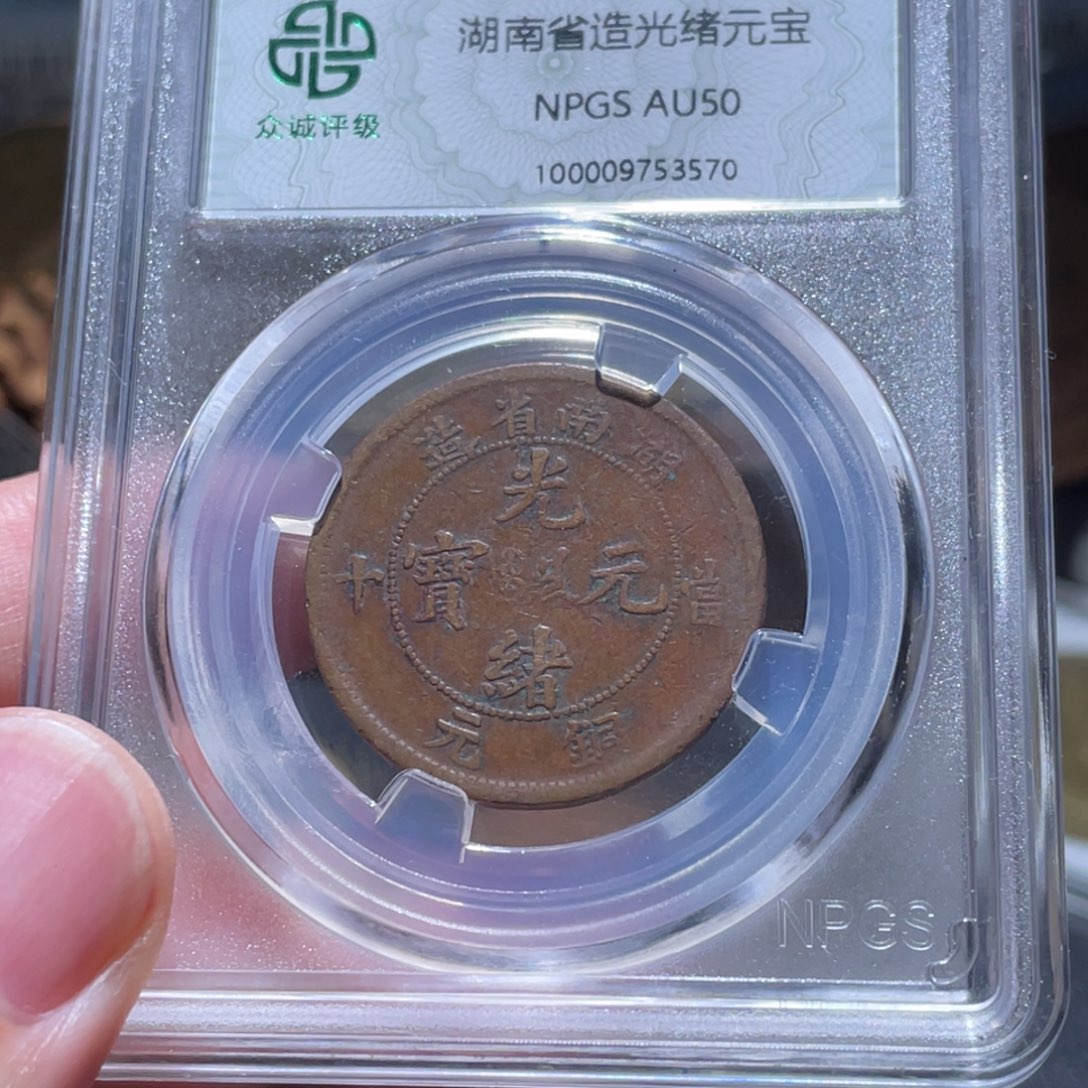 众诚评级
湖南省造光绪元宝
NPGS AU50
100009753570
湖南省造
光緒元寶
當十
銅元
NPGS